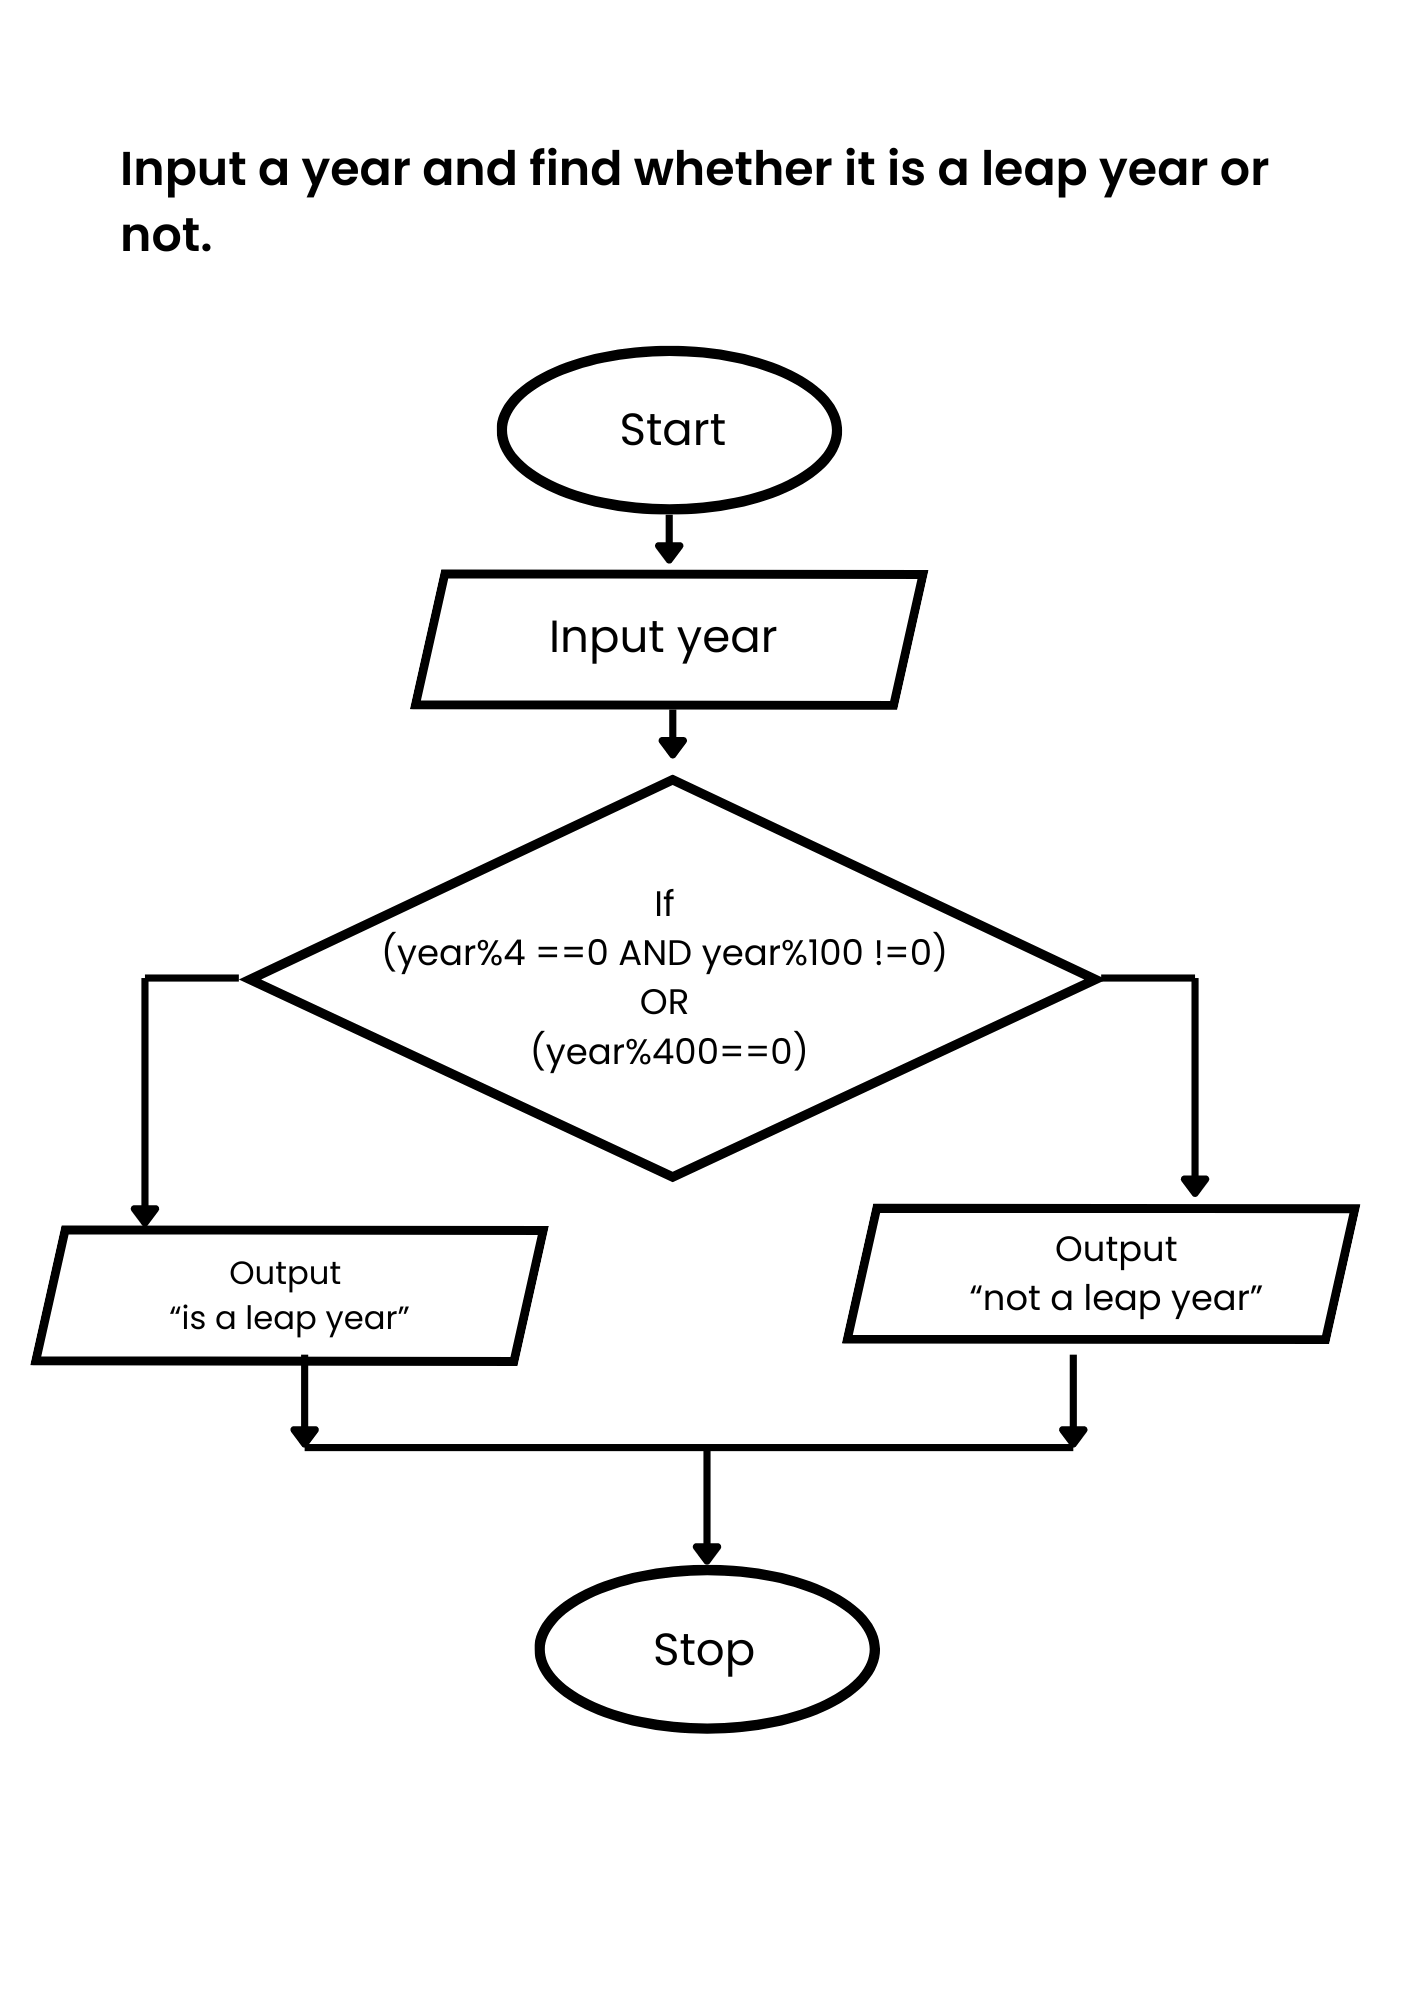 Input a year and find whether it is a leap year or
not.
Start
Input year
If
(year%4 ==0 AND year%100 !=0)
OR
(year%400==0)
Output
“is a leap year”
Output
“not a leap year”
Stop